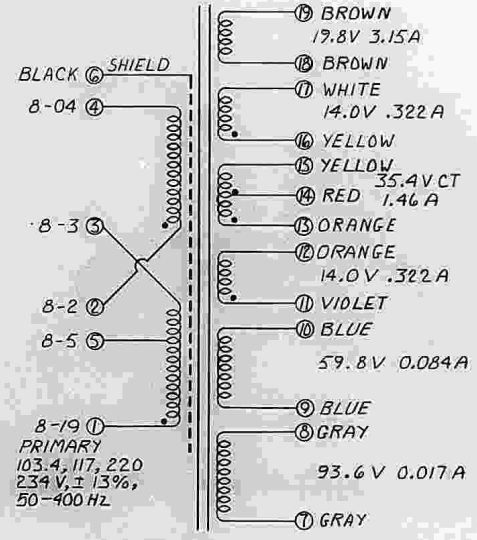 ⑲ BROWN
19.8V 3.15A
⑱ BROWN
BLACK ⑥ SHIELD
8-04 ④
8-3 ③
8-2 ②
8-5 ⑤
8-19 ①
PRIMARY
103.4, 117, 220
234V, ± 13%,
50-400 HZ
⑰ WHITE
14.0V .322A
⑯ YELLOW
⑮ YELLOW
35.4V CT
⑭ RED 1.46A
⑬ ORANGE
⑫ ORANGE
14.0V .322A
⑪ VIOLET
⑩ BLUE
59.8V 0.084A
⑨ BLUE
⑧ GRAY
93.6V 0.017A
⑦ GRAY